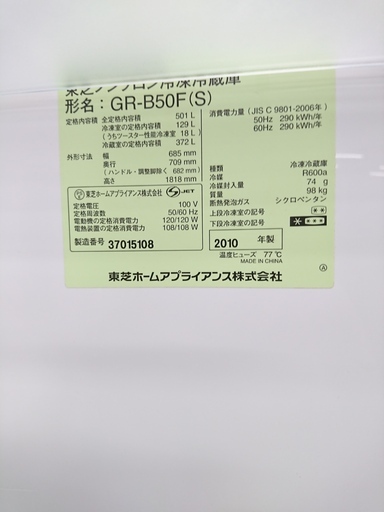 東芝ノンフロン冷凍冷蔵庫
形名：GR-B50F(S)
定格内容積 全定格内容積 501 L
冷凍室の定格内容積 129 L
(うちツースター性能冷凍室 18 L)
冷蔵室の定格内容積 372 L
外形寸法 幅 685 mm
奥行 709 mm
(ハンドル・調整脚除く 682 mm)
高さ 1818 mm
東芝ホームアプライアンス株式会社 S-JET
定格電圧 100 V
定格周波数 50/60 Hz
電動機の定格消費電力 120/120 W
電熱装置の定格消費電力 108/108 W
製造番号 37015108
消費電力量 (JIS C 9801-2006年)
50Hz 290 kWh/年
60Hz 290 kWh/年
種類 冷凍冷蔵庫
冷媒 R600a
冷媒封入量 74 g
質量 98 kg
断熱発泡ガス シクロペンタン
上段冷凍室の記号 **
下段冷凍室の記号 ****
2010 年製
温度ヒューズ 77℃
MADE IN CHINA
東芝ホームアプライアンス株式会社 Ⓐ